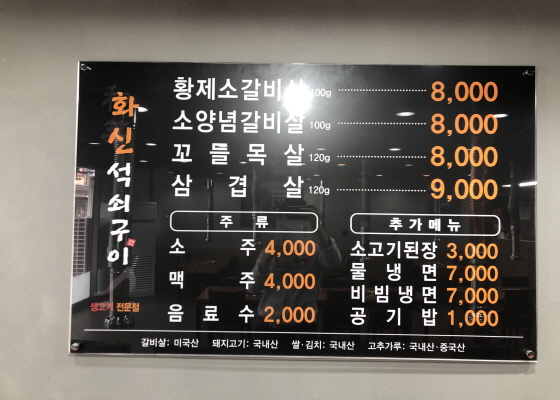 화신 석쇠구이
생고기 전문점
황제소갈비살 100g 8,000
소양념갈비살 100g 8,000
꼬들목살 120g 8,000
삼겹살 120g 9,000
주류
소주 4,000
맥주 4,000
음료수 2,000
추가메뉴
소고기된장 3,000
물냉면 7,000
비빔냉면 7,000
공기밥 1,000
갈비살: 미국산 돼지고기: 국내산 쌀·김치: 국내산 고추가루: 국내산·중국산